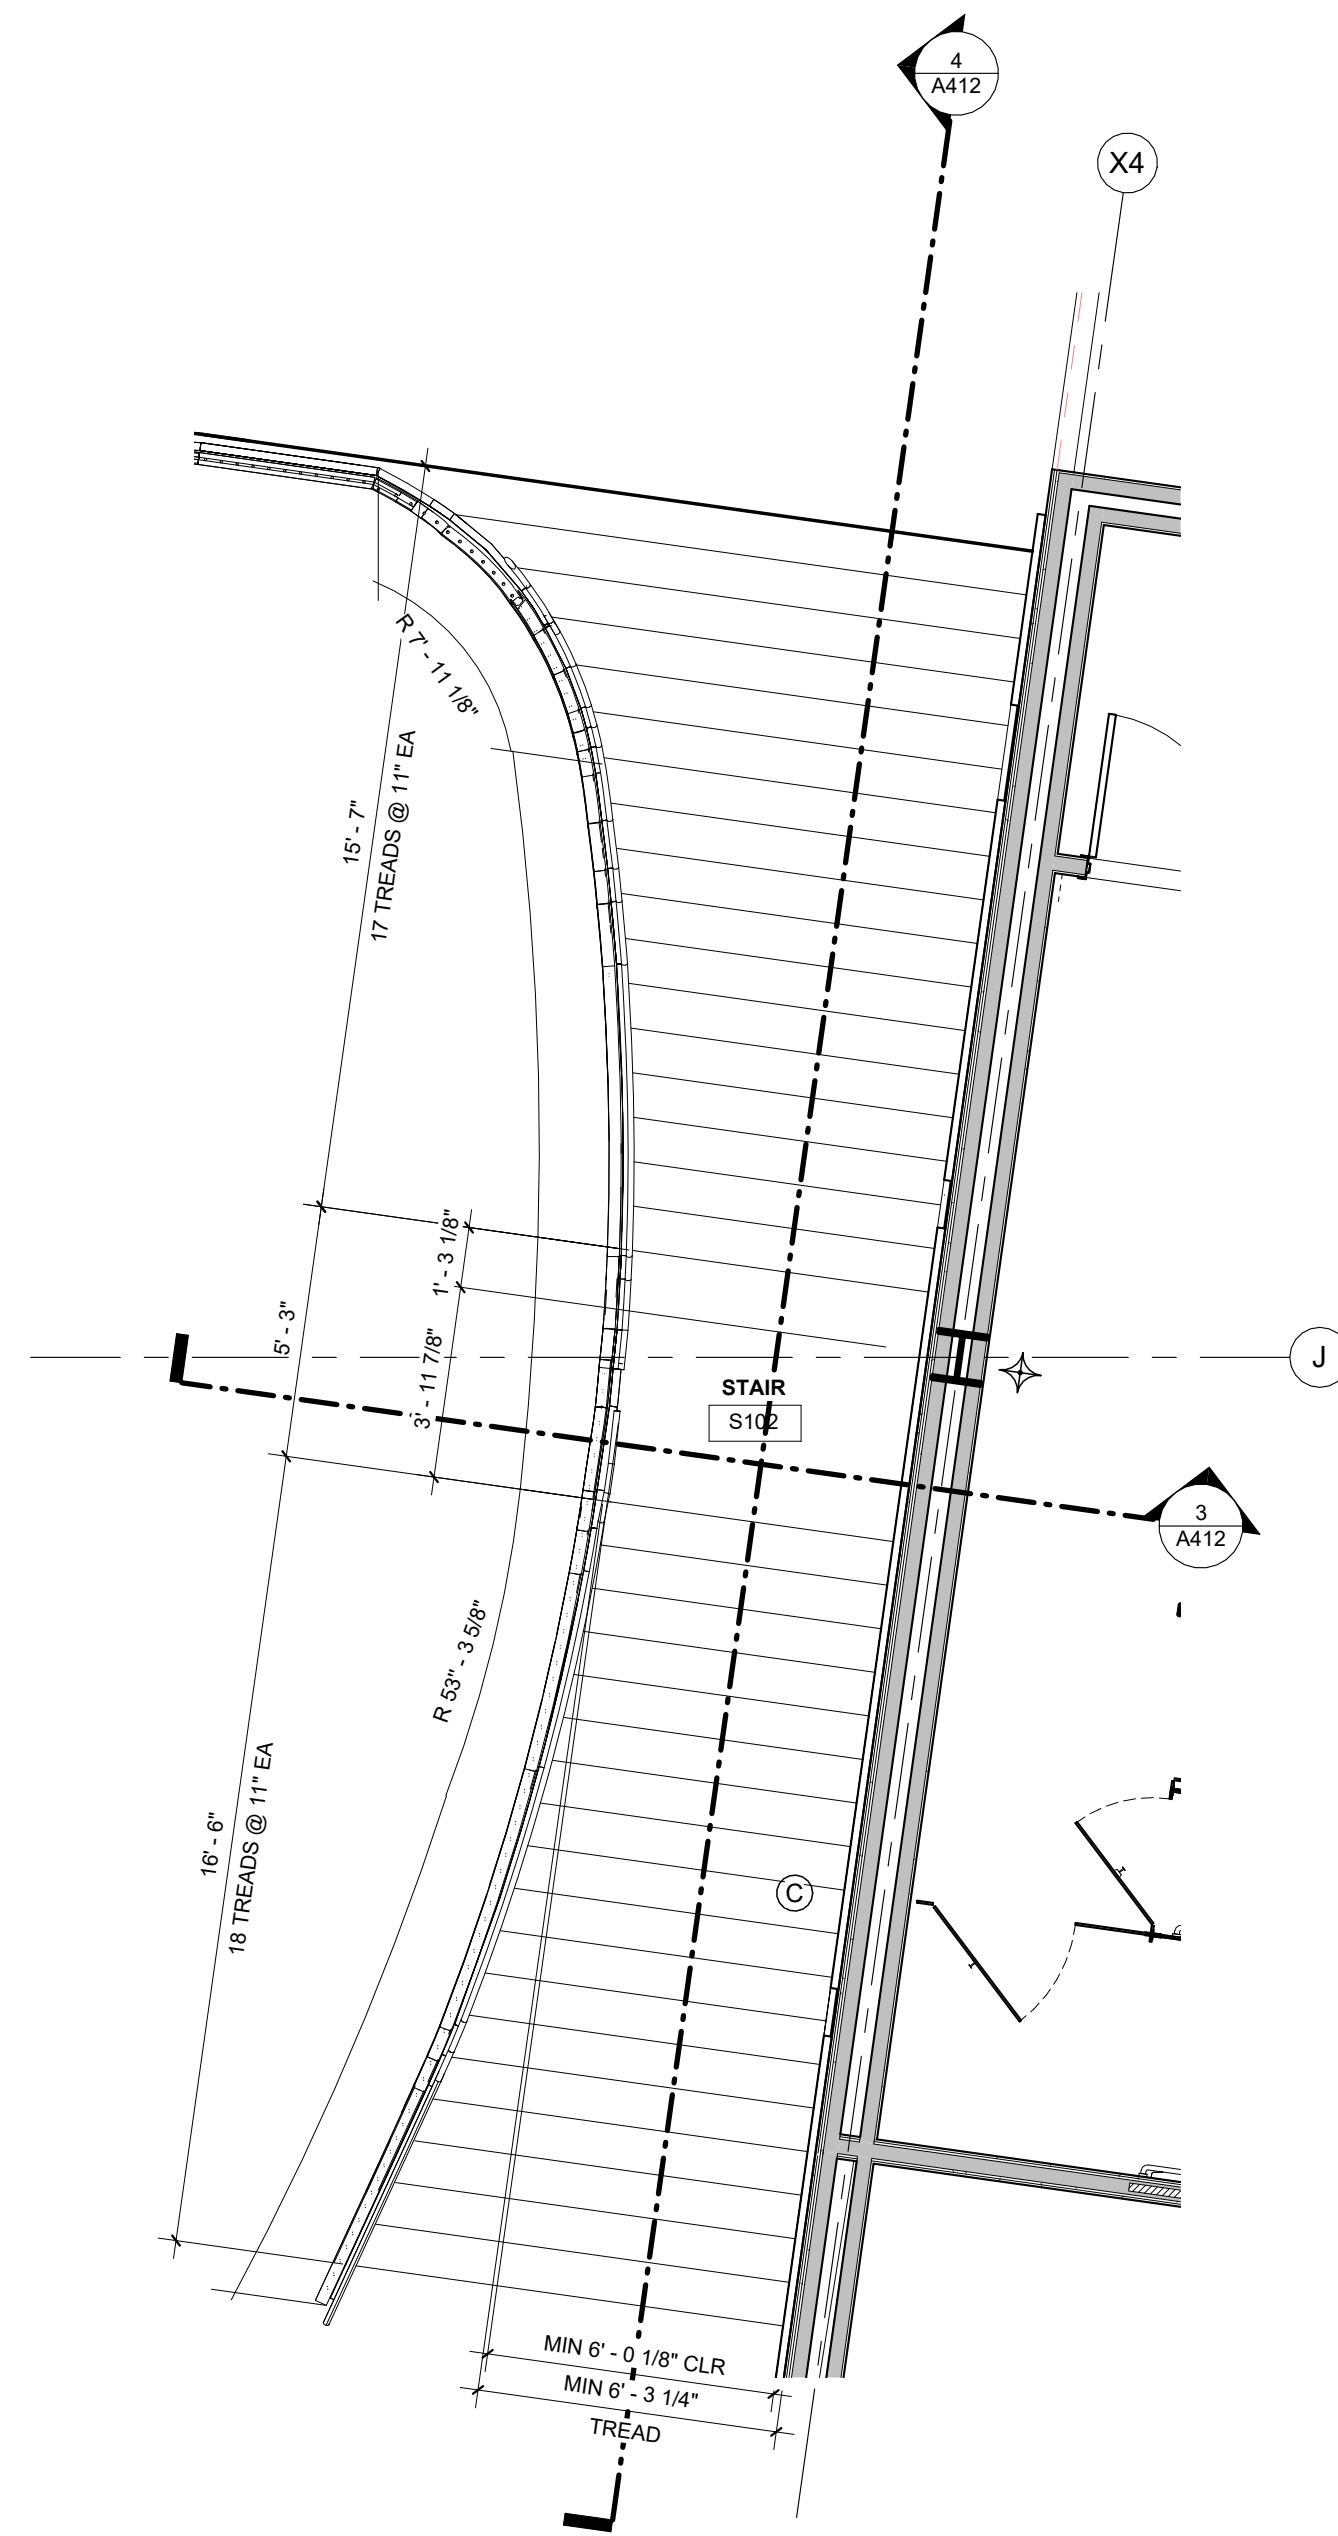 4
A412
X4
R 7' - 11 1/8"
15' - 7"
17 TREADS @ 11" EA
1' - 3 1/8"
5' - 3"
3' - 11 7/8"
J
STAIR
S102
3
A412
R 53" - 3 5/8"
16' - 6"
18 TREADS @ 11" EA
C
MIN 6' - 0 1/8" CLR
MIN 6' - 3 1/4"
TREAD